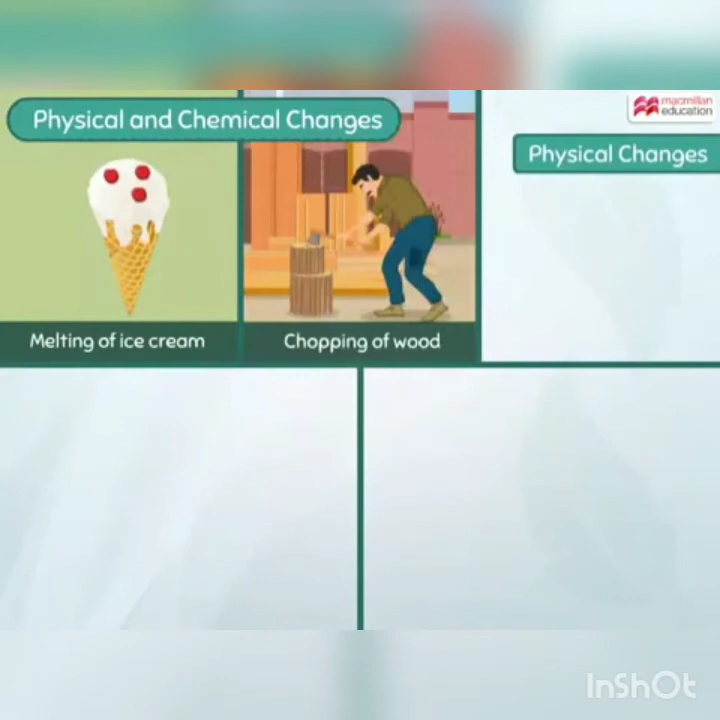 Physical and Chemical Changes
macmillan
education
Physical Changes
Melting of ice cream
Chopping of wood
InShOt